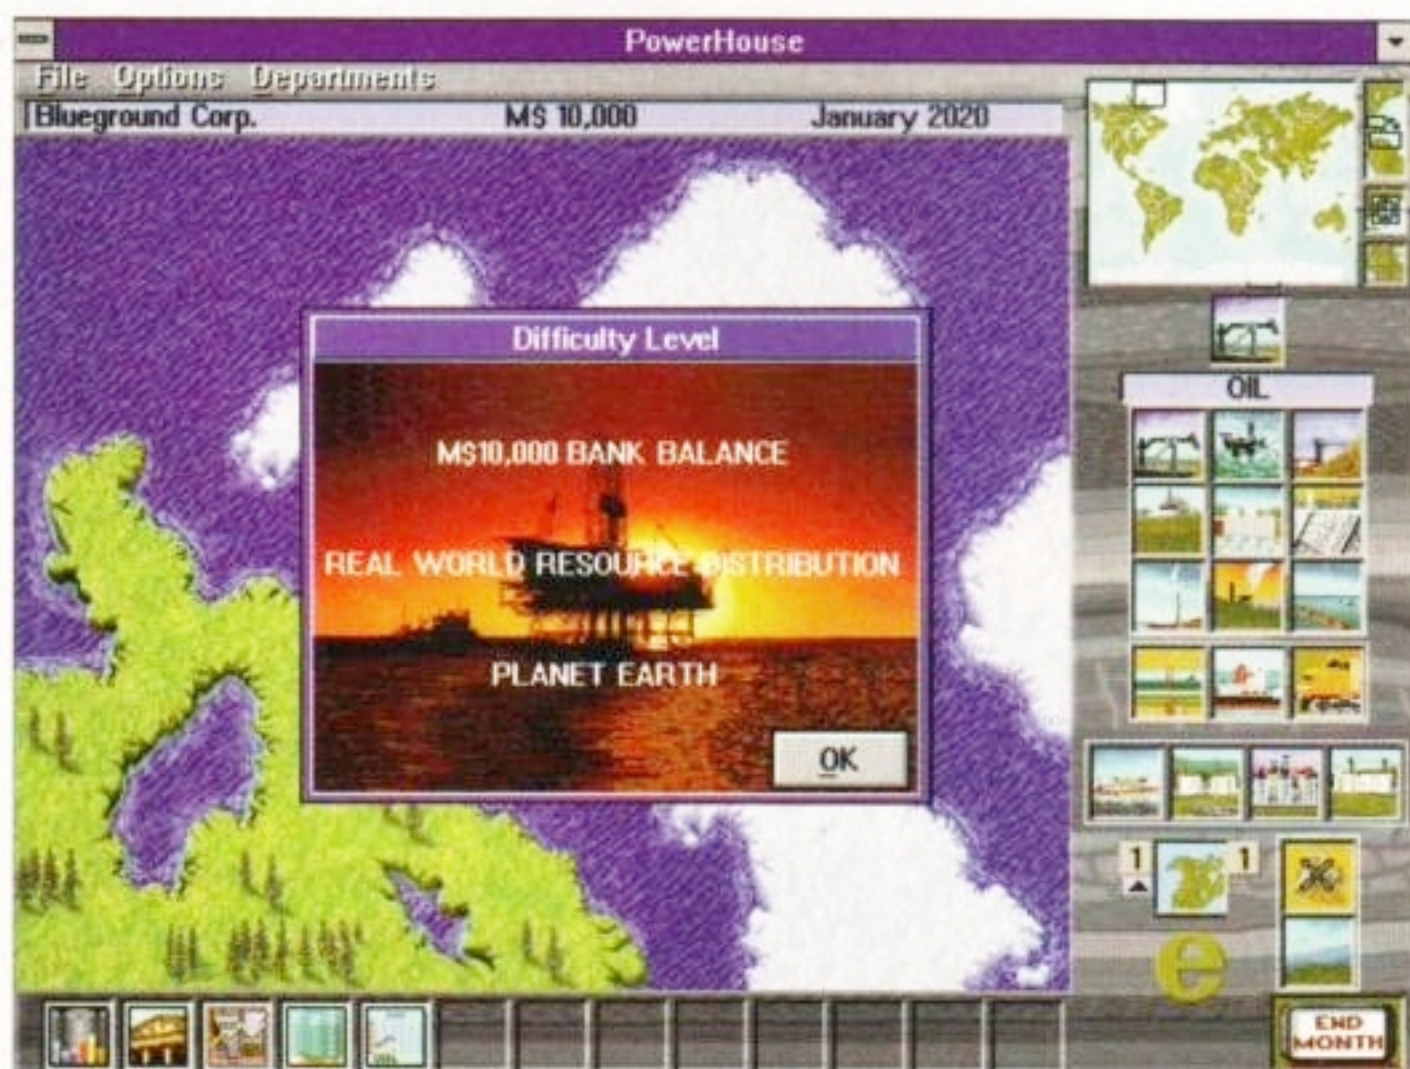 PowerHouse
File Options Departments
Blueground Corp. M$ 10,000 January 2020
Difficulty Level
M$10,000 BANK BALANCE
REAL WORLD RESOURCE DISTRIBUTION
PLANET EARTH
OK
OIL
1 1
e
END
MONTH